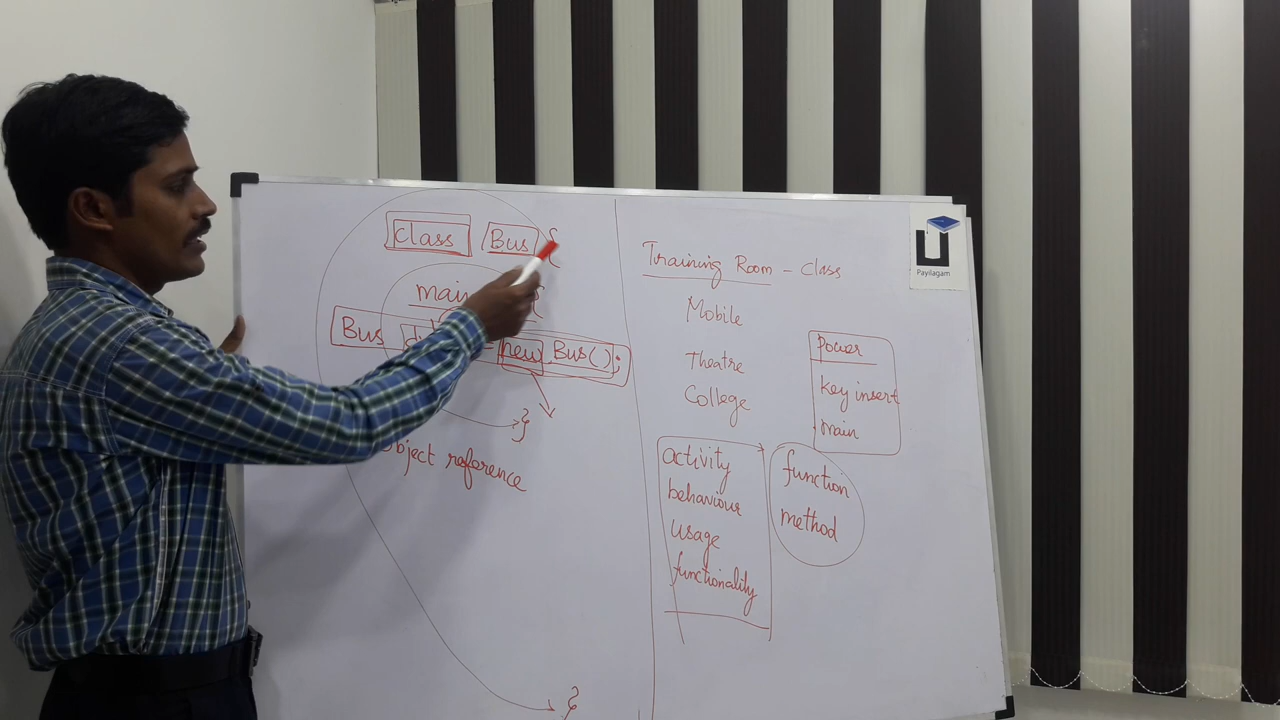 class Bus {
Bus new Bus();
}
object reference
}
Training Room - Class
Mobile
Theatre
College
Power
key insert
main
activity
behaviour
usage
functionality
function
method
Payilagam